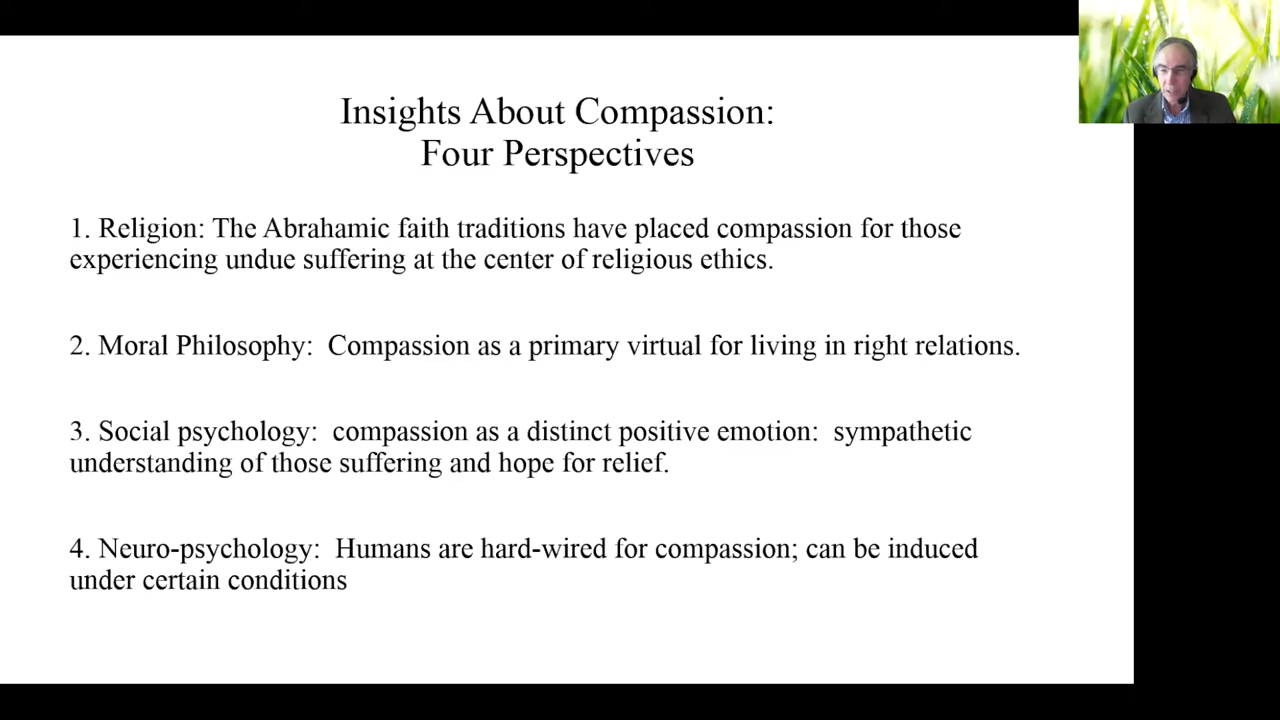 Insights About Compassion:
Four Perspectives
1. Religion: The Abrahamic faith traditions have placed compassion for those
experiencing undue suffering at the center of religious ethics.
2. Moral Philosophy:  Compassion as a primary virtual for living in right relations.
3. Social psychology:  compassion as a distinct positive emotion:  sympathetic
understanding of those suffering and hope for relief.
4. Neuro-psychology:  Humans are hard-wired for compassion; can be induced
under certain conditions